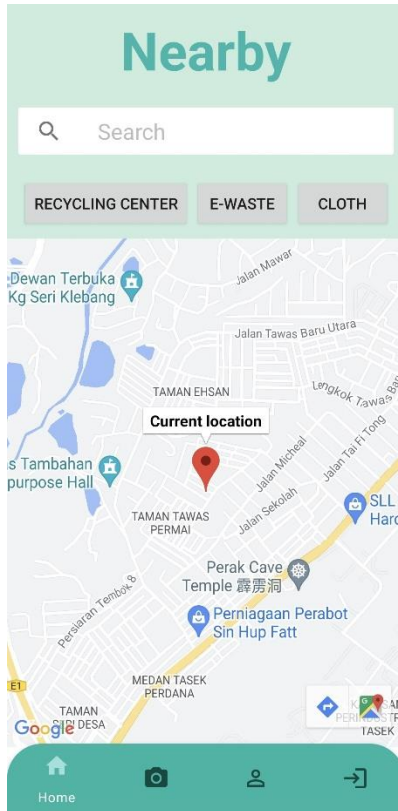 Nearby
Search
RECYCLING CENTER
E-WASTE
CLOTH
Jalan Mawar
Dewan Terbuka
Kg Seri Klebang
Jalan Tawas Baru Utara
TAMAN EHSAN
Lengkok Tawas
Current location
Jalan Tai Fi Tong
Jalan Micheal
s Tambahan
purpose Hall
SLL
Hard
TAMAN TAWAS
PERMAI
Jalan Sekolah
Perak Cave
Temple 霹雳洞
Persiaran Tembok 8
Perniagaan Perabot
Sin Hup Fatt
MEDAN TASEK
PERDANA
E1
TAMAN
DESA
Google
TASEK
Home